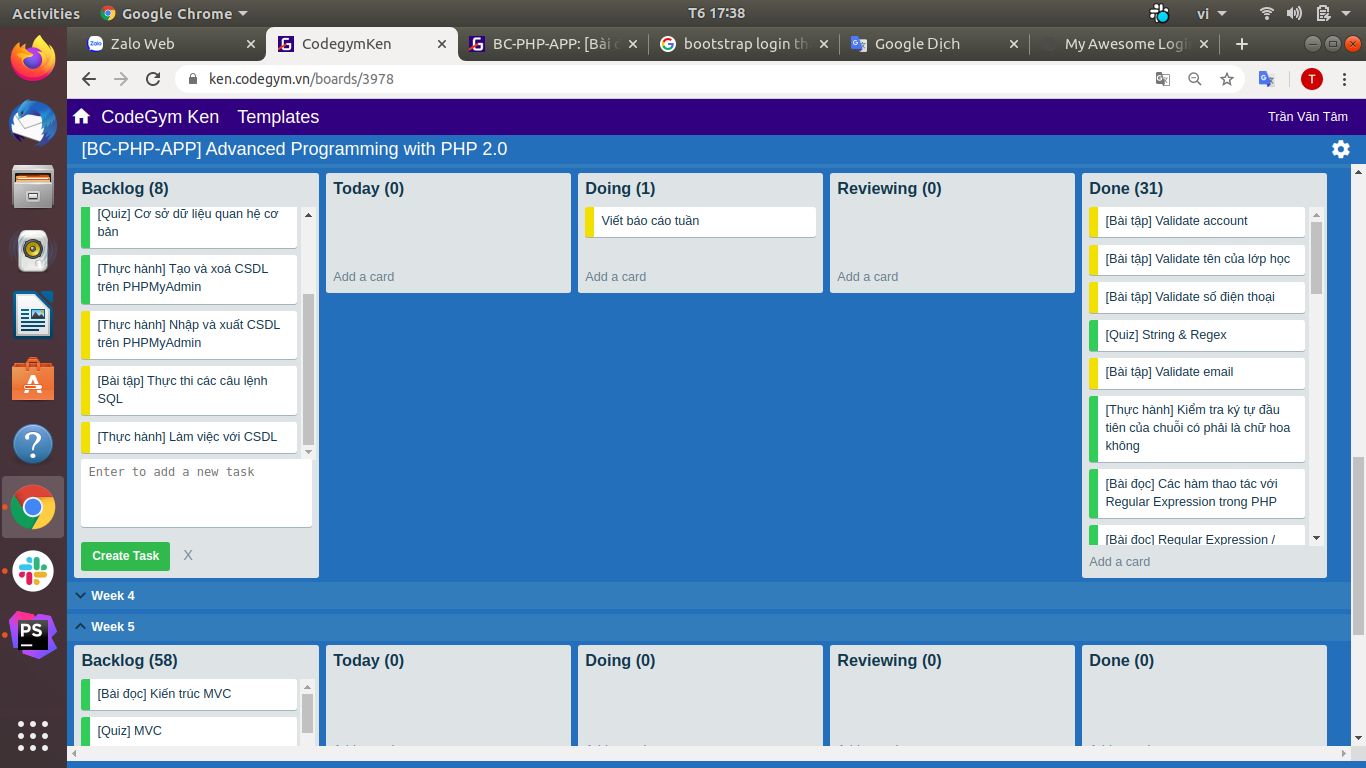 Activities
Google Chrome
T6 17:38
vi
Zalo Web
CodegymKen
BC-PHP-APP: [Bài
bootstrap login th
Google Dịch
My Awesome Logi
ken.codegym.vn/boards/3978
T
CodeGym Ken
Templates
Trần Văn Tâm
[BC-PHP-APP] Advanced Programming with PHP 2.0
Backlog (8)
[Quiz] Cơ sở dữ liệu quan hệ cơ
bản
[Thực hành] Tạo và xoá CSDL
trên PHPMyAdmin
[Thực hành] Nhập và xuất CSDL
trên PHPMyAdmin
[Bài tập] Thực thi các câu lệnh
SQL
[Thực hành] Làm việc với CSDL
Enter to add a new task
Create Task
X
Today (0)
Add a card
Doing (1)
Viết báo cáo tuần
Add a card
Reviewing (0)
Add a card
Done (31)
[Bài tập] Validate account
[Bài tập] Validate tên của lớp học
[Bài tập] Validate số điện thoại
[Quiz] String & Regex
[Bài tập] Validate email
[Thực hành] Kiểm tra ký tự đầu
tiên của chuỗi có phải là chữ hoa
không
[Bài đọc] Các hàm thao tác với
Regular Expression trong PHP
[Bài đọc] Regular Expression /
Add a card
Week 4
Week 5
Backlog (58)
[Bài đọc] Kiến trúc MVC
[Quiz] MVC
Today (0)
Doing (0)
Reviewing (0)
Done (0)
Zalo
PS